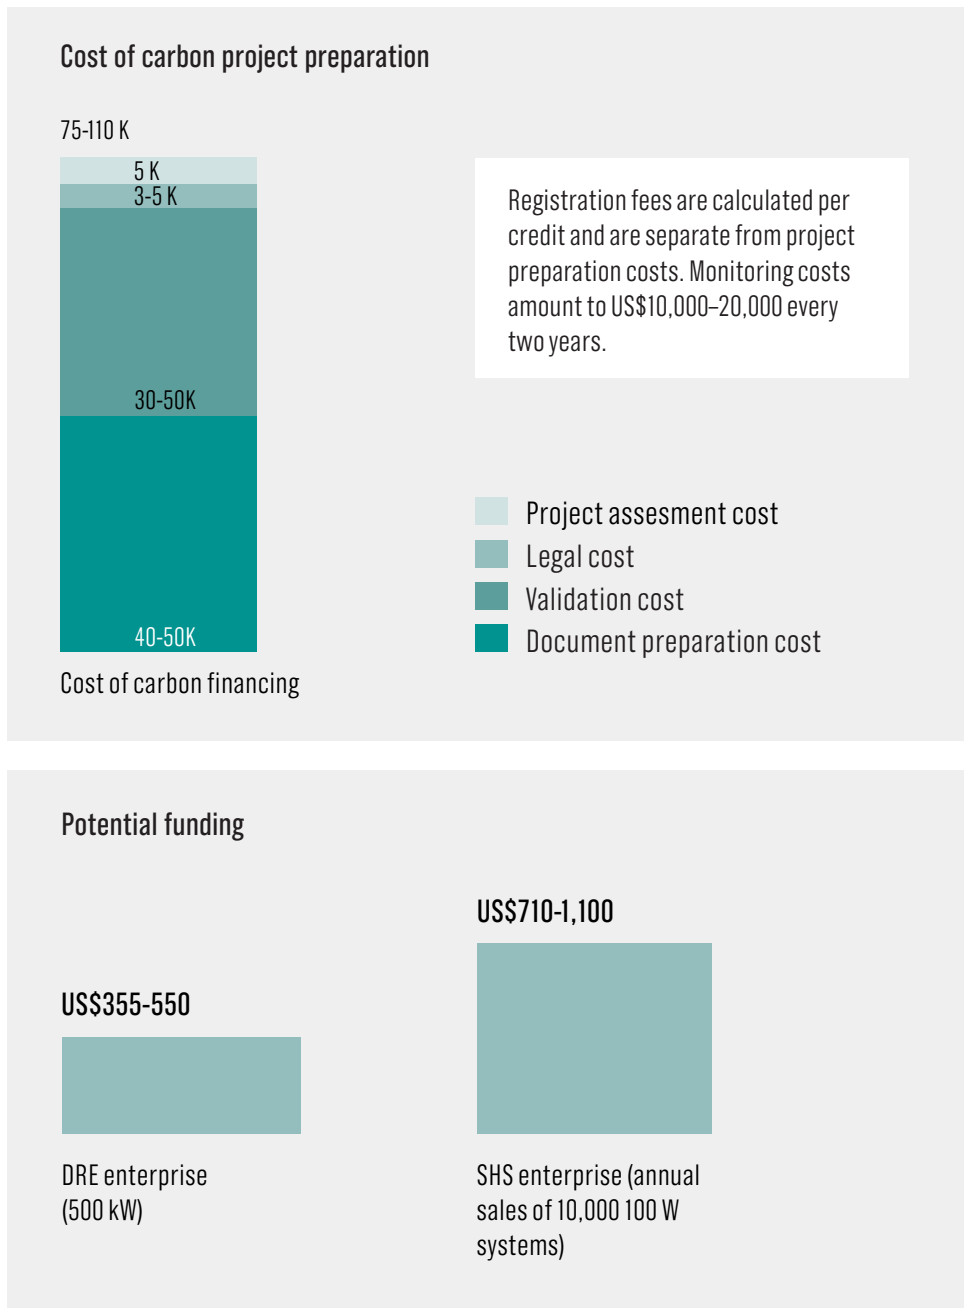 Cost of carbon project preparation
75-110 K
5 K
3-5 K
30-50K
40-50K
Cost of carbon financing
Registration fees are calculated per
credit and are separate from project
preparation costs. Monitoring costs
amount to US$10,000–20,000 every
two years.
Project assesment cost
Legal cost
Validation cost
Document preparation cost
Potential funding
US$355-550
DRE enterprise
(500 kW)
US$710-1,100
SHS enterprise (annual
sales of 10,000 100 W
systems)